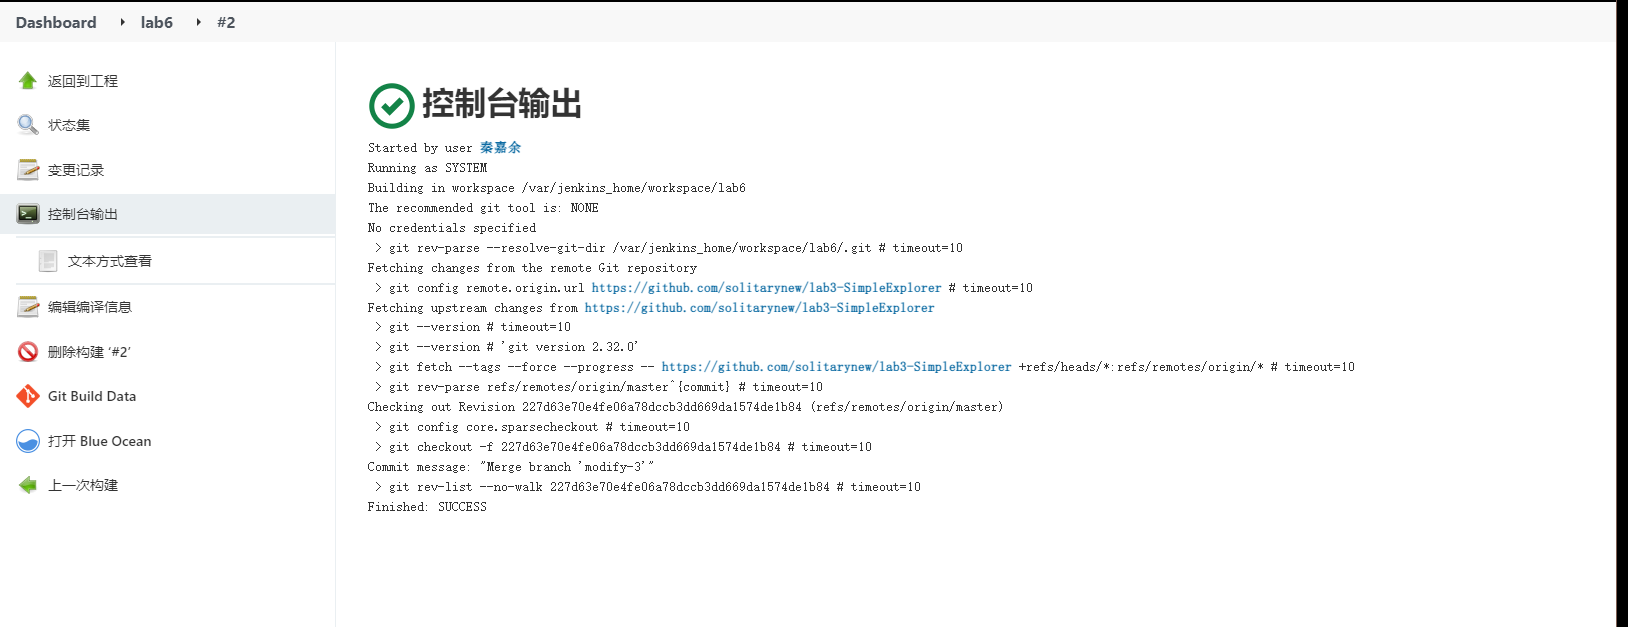 Dashboard lab6 #2
返回到工程
状态集
变更记录
控制台输出
文本方式查看
编辑编译信息
删除构建 ‘#2’
Git Build Data
打开 Blue Ocean
上一次构建
控制台输出
Started by user 秦嘉余
Running as SYSTEM
Building in workspace /var/jenkins_home/workspace/lab6
The recommended git tool is: NONE
No credentials specified
> git rev-parse --resolve-git-dir /var/jenkins_home/workspace/lab6/.git # timeout=10
Fetching changes from the remote Git repository
> git config remote.origin.url https://github.com/solitarynew/lab3-SimpleExplorer # timeout=10
Fetching upstream changes from https://github.com/solitarynew/lab3-SimpleExplorer
> git --version # timeout=10
> git --version # 'git version 2.32.0'
> git fetch --tags --force --progress -- https://github.com/solitarynew/lab3-SimpleExplorer +refs/heads/*:refs/remotes/origin/* # timeout=10
> git rev-parse refs/remotes/origin/master^{commit} # timeout=10
Checking out Revision 227d63e70e4fe06a78dccb3dd669da1574de1b84 (refs/remotes/origin/master)
> git config core.sparsecheckout # timeout=10
> git checkout -f 227d63e70e4fe06a78dccb3dd669da1574de1b84 # timeout=10
Commit message: "Merge branch 'modify-3'"
> git rev-list --no-walk 227d63e70e4fe06a78dccb3dd669da1574de1b84 # timeout=10
Finished: SUCCESS